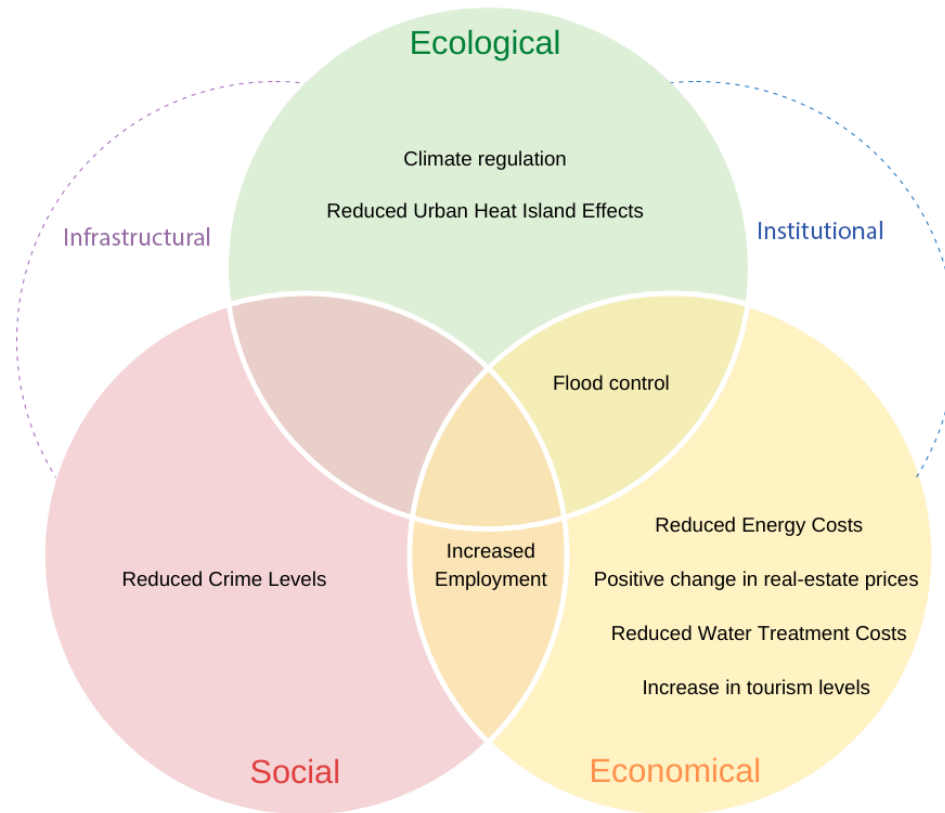 Ecological
Climate regulation
Reduced Urban Heat Island Effects
Infrastructural
Institutional
Flood control
Reduced Energy Costs
Increased
Employment
Reduced Crime Levels
Positive change in real-estate prices
Reduced Water Treatment Costs
Increase in tourism levels
Social
Economical